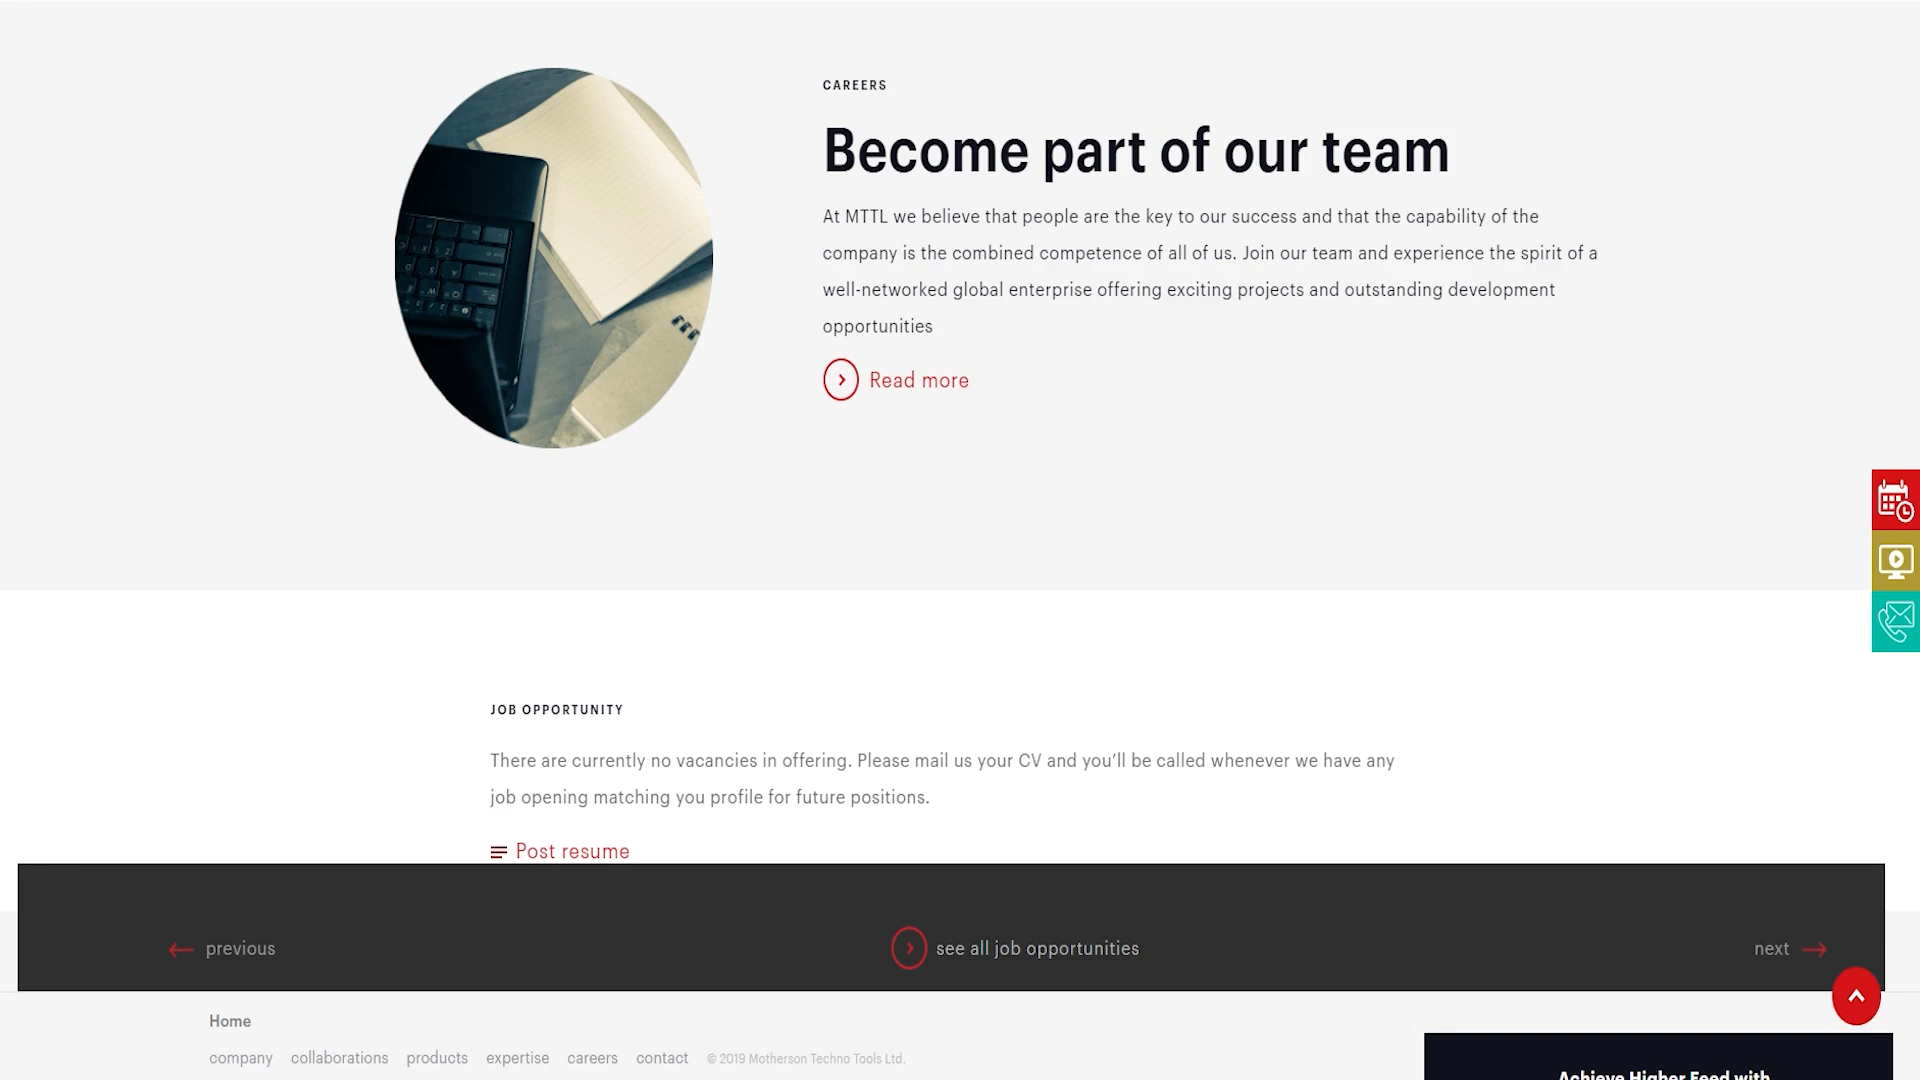 CAREERS
Become part of our team
At MTTL we believe that people are the key to our success and that the capability of the
company is the combined competence of all of us. Join our team and experience the spirit of a
well-networked global enterprise offering exciting projects and outstanding development
opportunities
Read more
JOB OPPORTUNITY
There are currently no vacancies in offering. Please mail us your CV and you’ll be called whenever we have any
job opening matching you profile for future positions.
Post resume
previous
see all job opportunities
next
Home
company collaborations products expertise careers contact © 2019 Motherson Techno Tools Ltd.
Achieve Higher Feed with